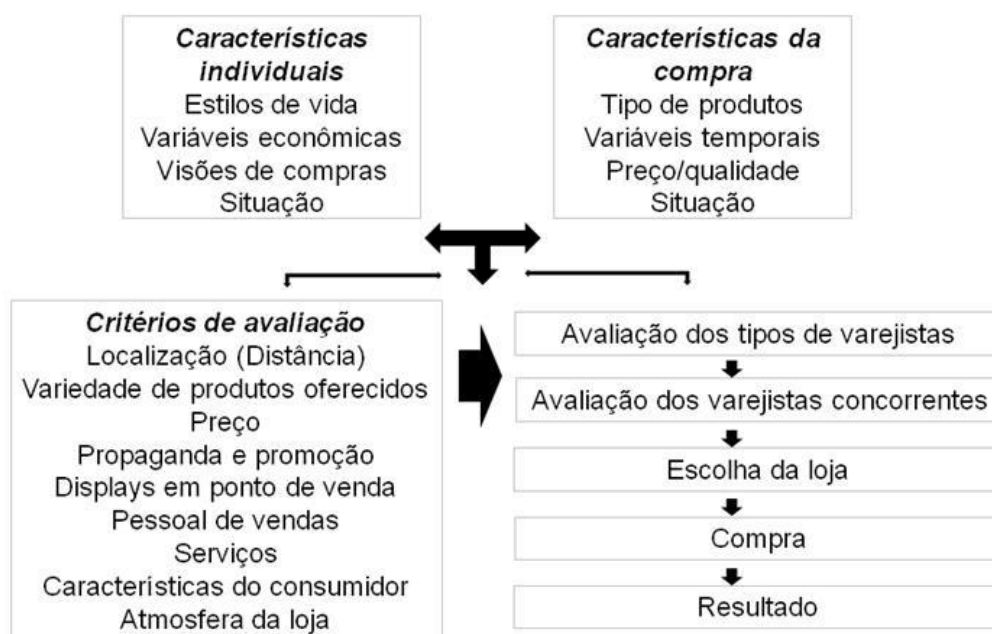 Características
individuais
Estilos de vida
Variáveis econômicas
Visões de compras
Situação
Características da
compra
Tipo de produtos
Variáveis temporais
Preço/qualidade
Situação
Critérios de avaliação
Localização (Distância)
Variedade de produtos oferecidos
Preço
Propaganda e promoção
Displays em ponto de venda
Pessoal de vendas
Serviços
Características do consumidor
Atmosfera da loja
Avaliação dos tipos de varejistas
Avaliação dos varejistas concorrentes
Escolha da loja
Compra
Resultado